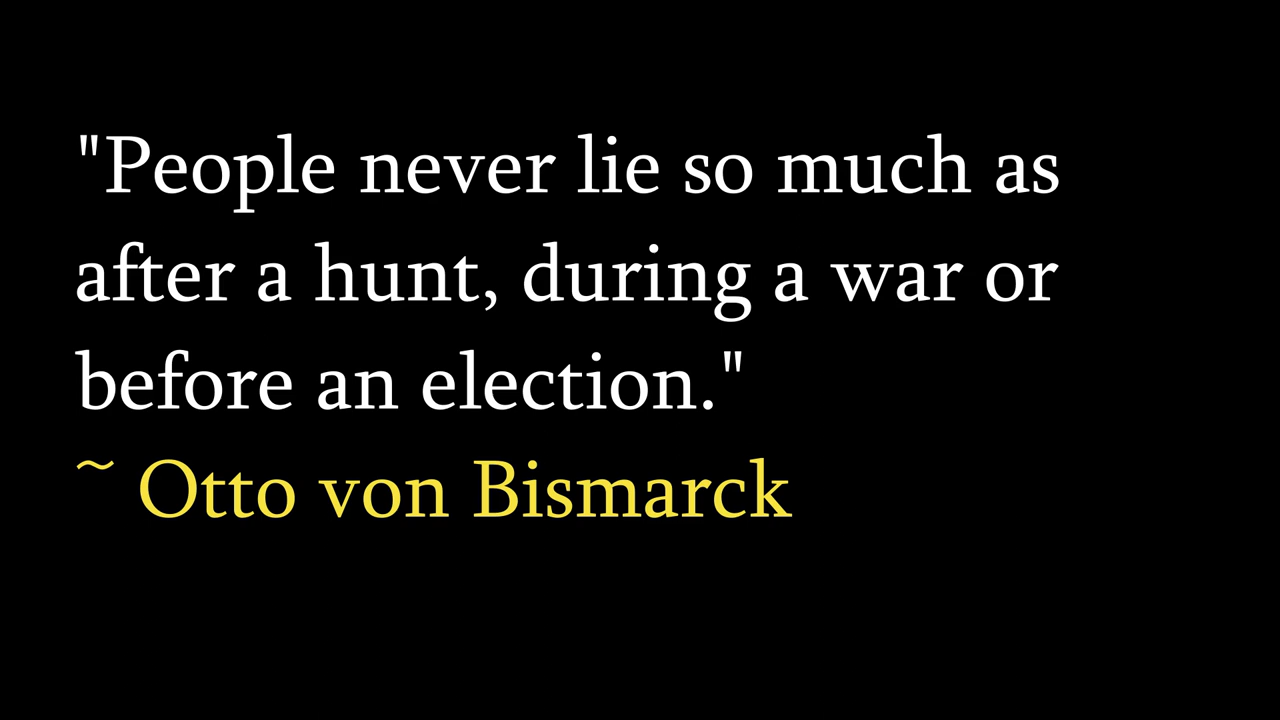 "People never lie so much as
after a hunt, during a war or
before an election."
~ Otto von Bismarck